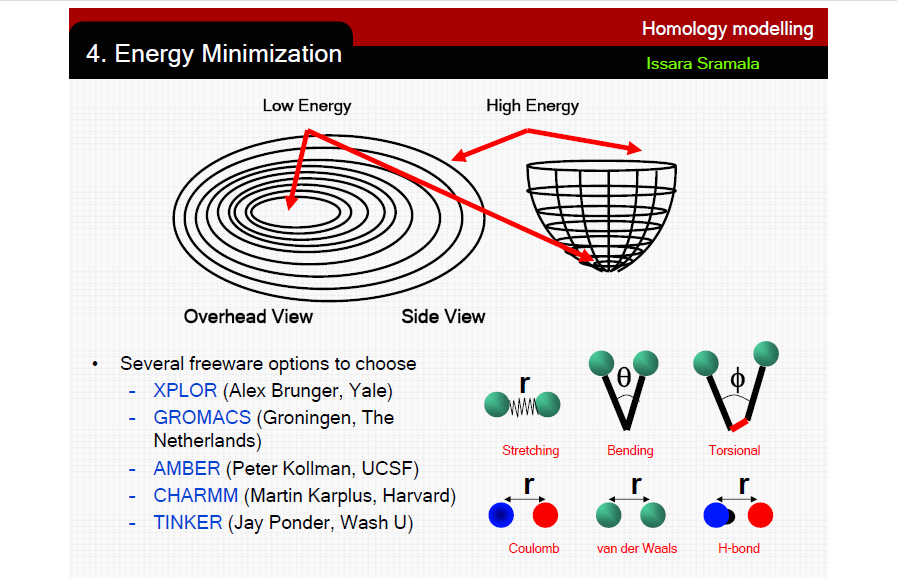 Homology modelling
4. Energy Minimization
Issara Sramala
Low Energy
High Energy
Overhead View
Side View
• Several freeware options to choose
- XPLOR (Alex Brunger, Yale)
- GROMACS (Groningen, The
Netherlands)
- AMBER (Peter Kollman, UCSF)
- CHARMM (Martin Karplus, Harvard)
- TINKER (Jay Ponder, Wash U)
r
θ
ϕ
Stretching
Bending
Torsional
r
r
r
Coulomb
van der Waals
H-bond